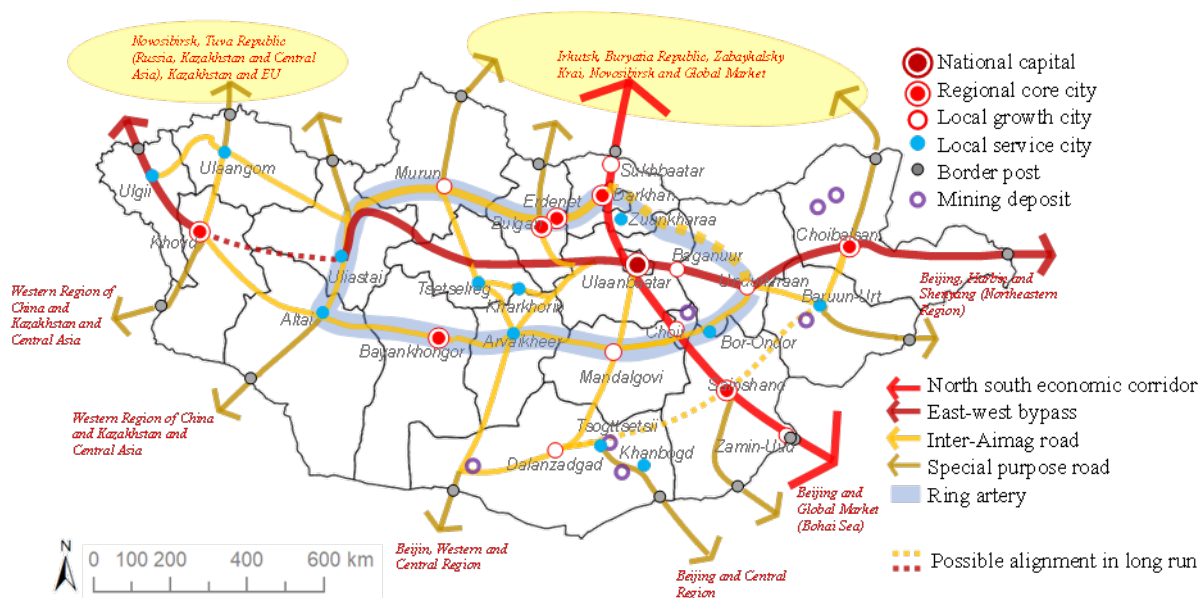 Novosibirsk, Tuva Republic
(Russia, Kazakhstan and Central
Asia), Kazakhstan and EU
Irkutsk, Buryatia Republic, Zabaykalsky
Krai, Novosibirsk and Global Market
National capital
Regional core city
Local growth city
Local service city
Border post
Mining deposit
Ulaangom
Ulgii
Murun
Sukhbaatar
Erdenet
Darkhan
Bulgan
Zuunkharaa
Khovd
Choibalsan
Uliastai
Tsetselreg
Kharkhorin
Ulaanbaatar
Baganuur
Undurkhaan
Baruun-Urt
Beijing, Harbin and
Shenyang (Northeastern
Region)
Western Region of
China and
Kazakhstan and
Central Asia
Altai
Bayankhongor
Arvaikheer
Choir
Bor-Ondor
Mandalgovi
Sainshand
Western Region of China
and Kazakhstan and
Central Asia
Tsogttsetsii
Dalanzadgad
Khanbogd
Zamin-Uud
North south economic corridor
East-west bypass
Inter-Aimag road
Special purpose road
Ring artery
Beijing and
Global Market
(Bohai Sea)
Beijin, Western and
Central Region
Beijing and Central
Region
Possible alignment in long run
N
0 100 200 400 600 km